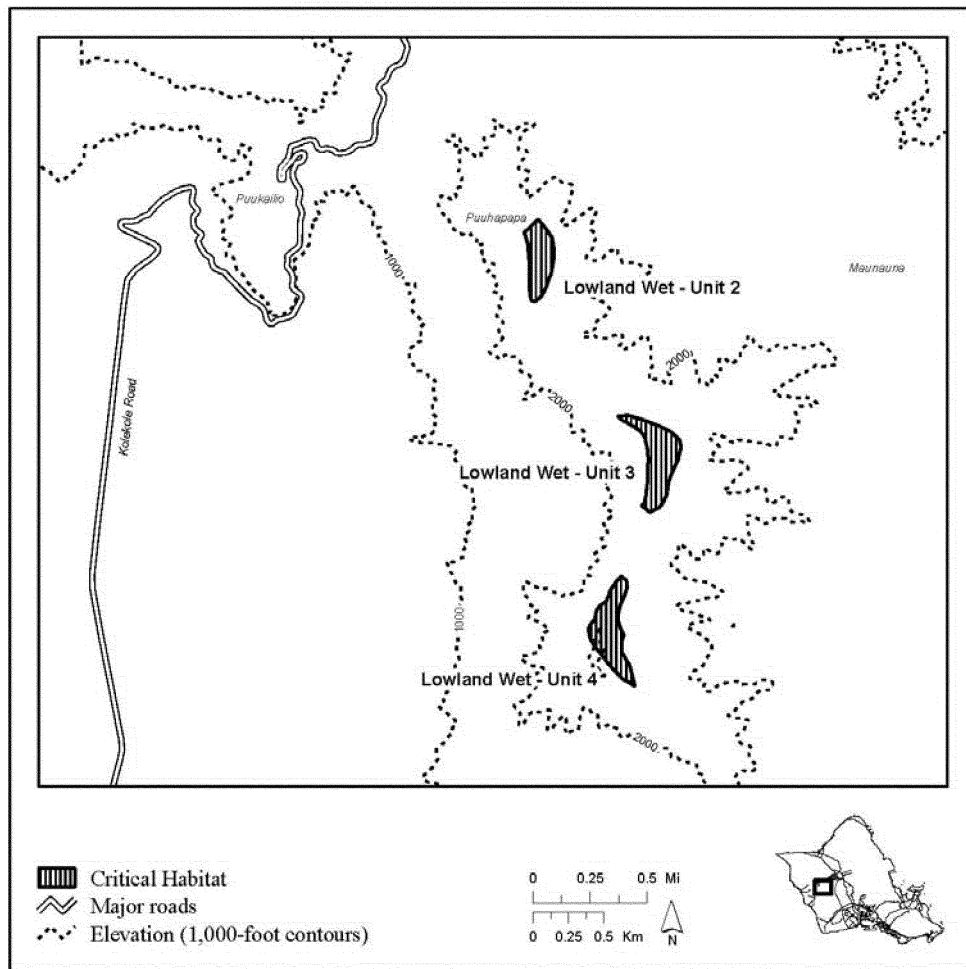 Puukailio
Puuhapapa
Maunauna
1000
Lowland Wet - Unit 2
2000
Kolekole Road
2000
Lowland Wet - Unit 3
1000
Lowland Wet - Unit 4
2000
Critical Habitat
Major roads
Elevation (1,000-foot contours)
0 0.25 0.5 Mi
0 0.25 0.5 Km
N